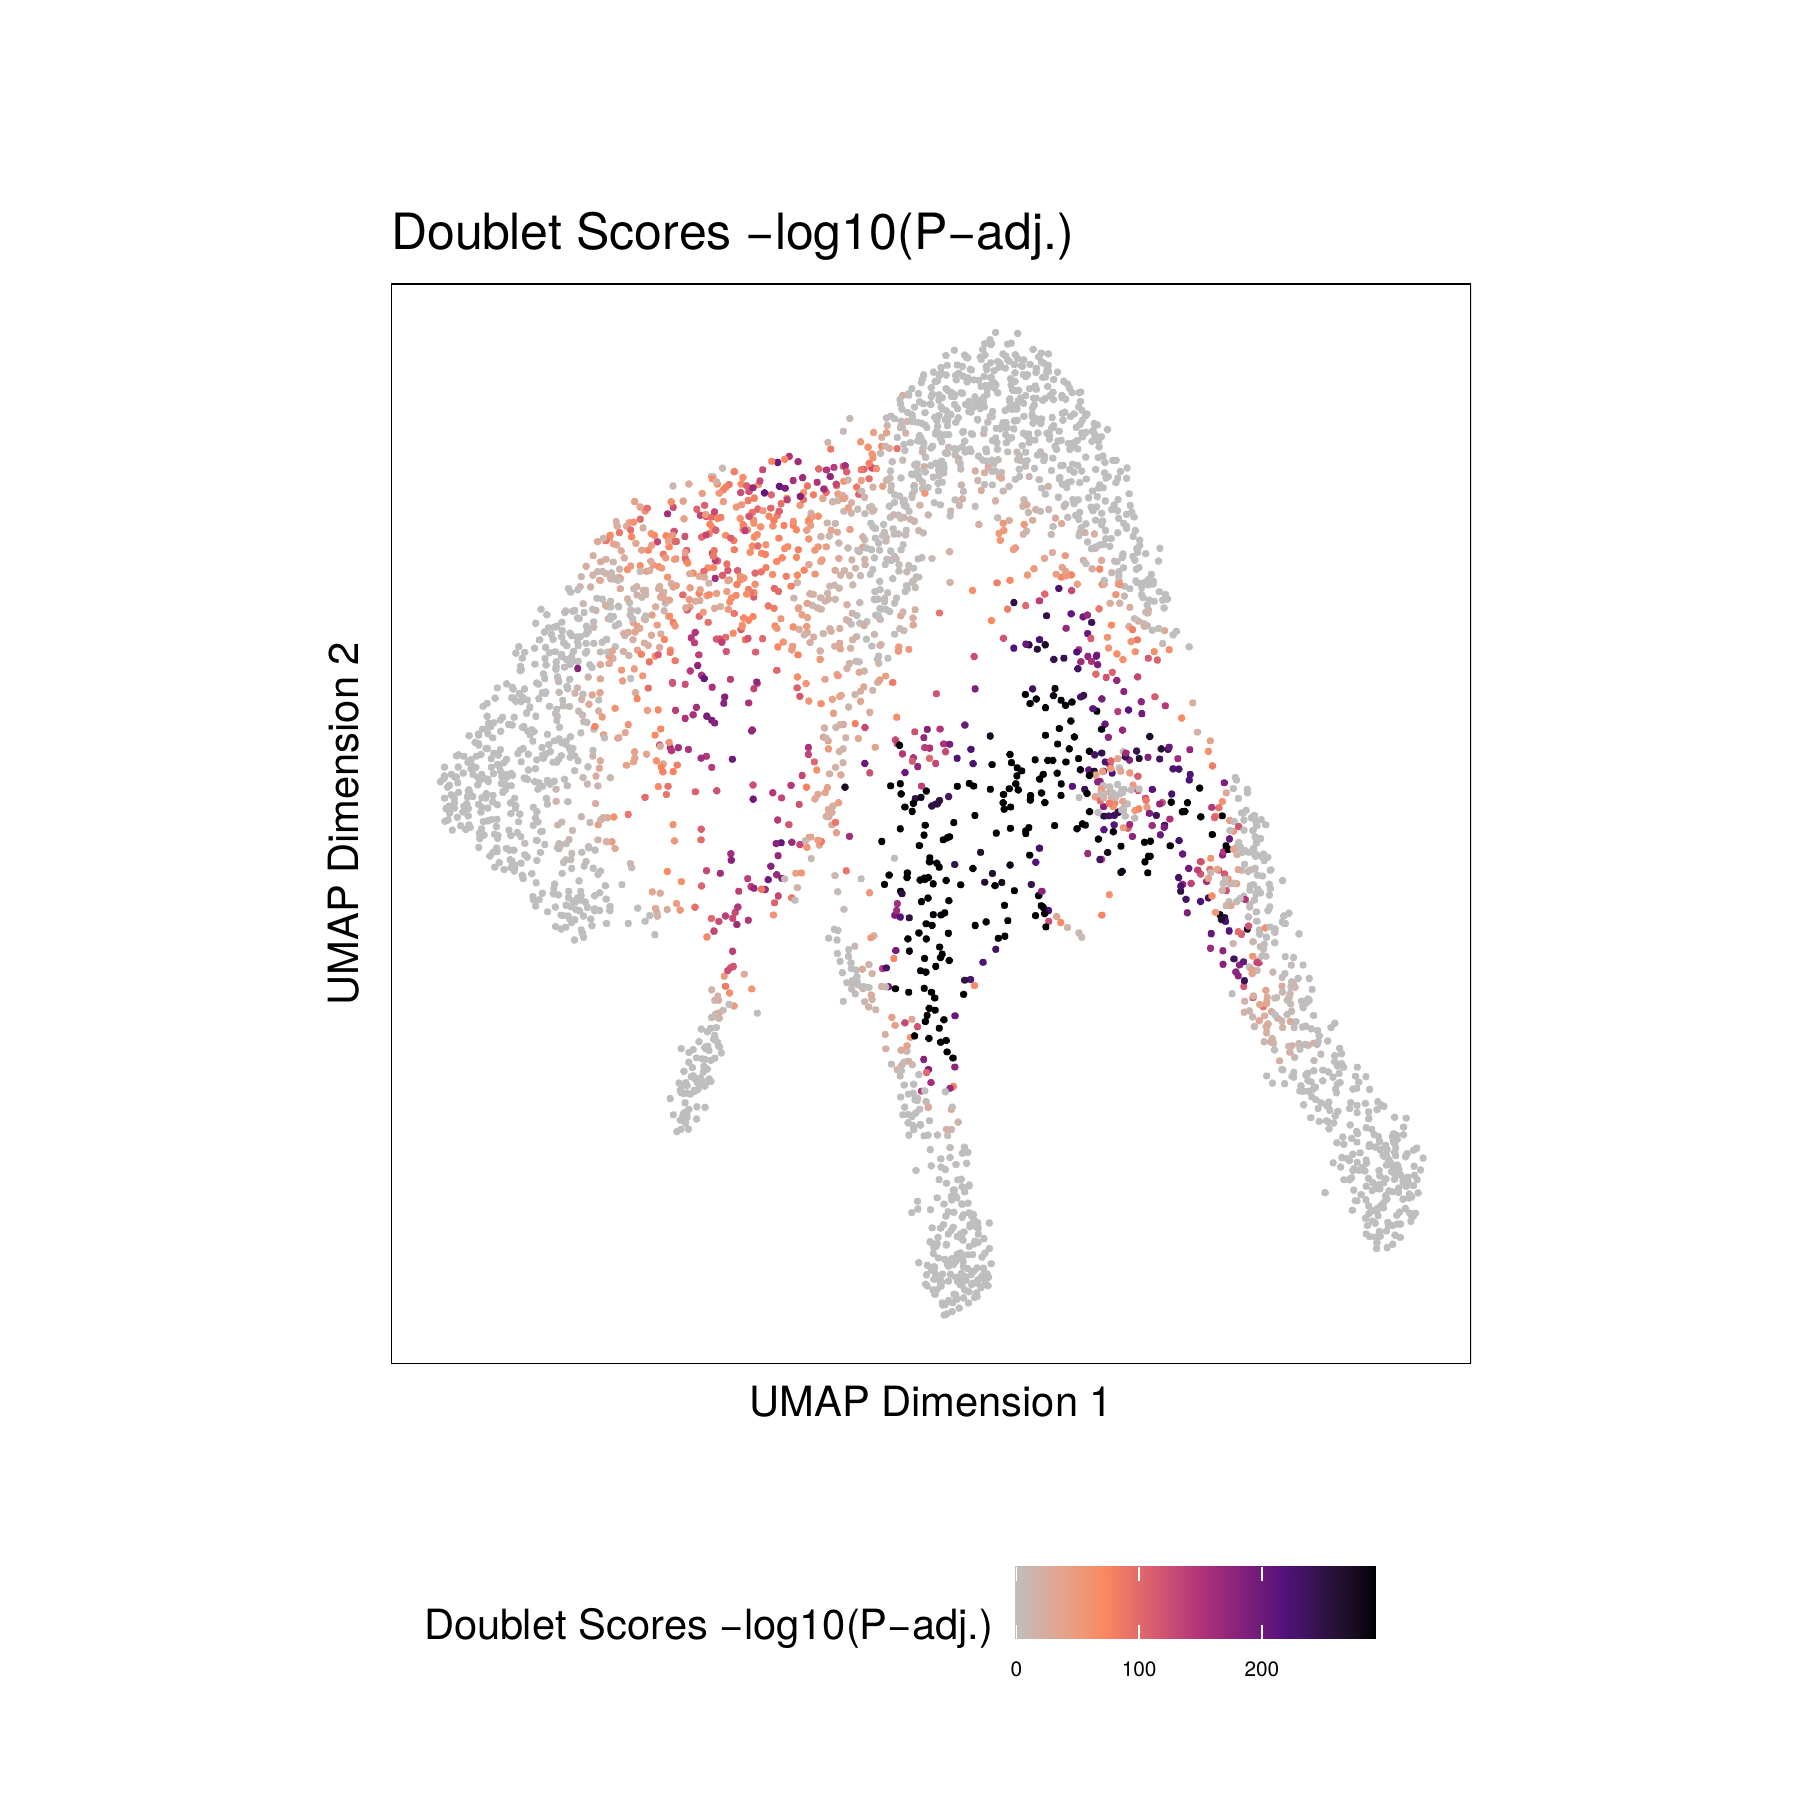 Doublet Scores −log10(P−adj.)
UMAP Dimension 2
UMAP Dimension 1
Doublet Scores −log10(P−adj.)
0 100 200